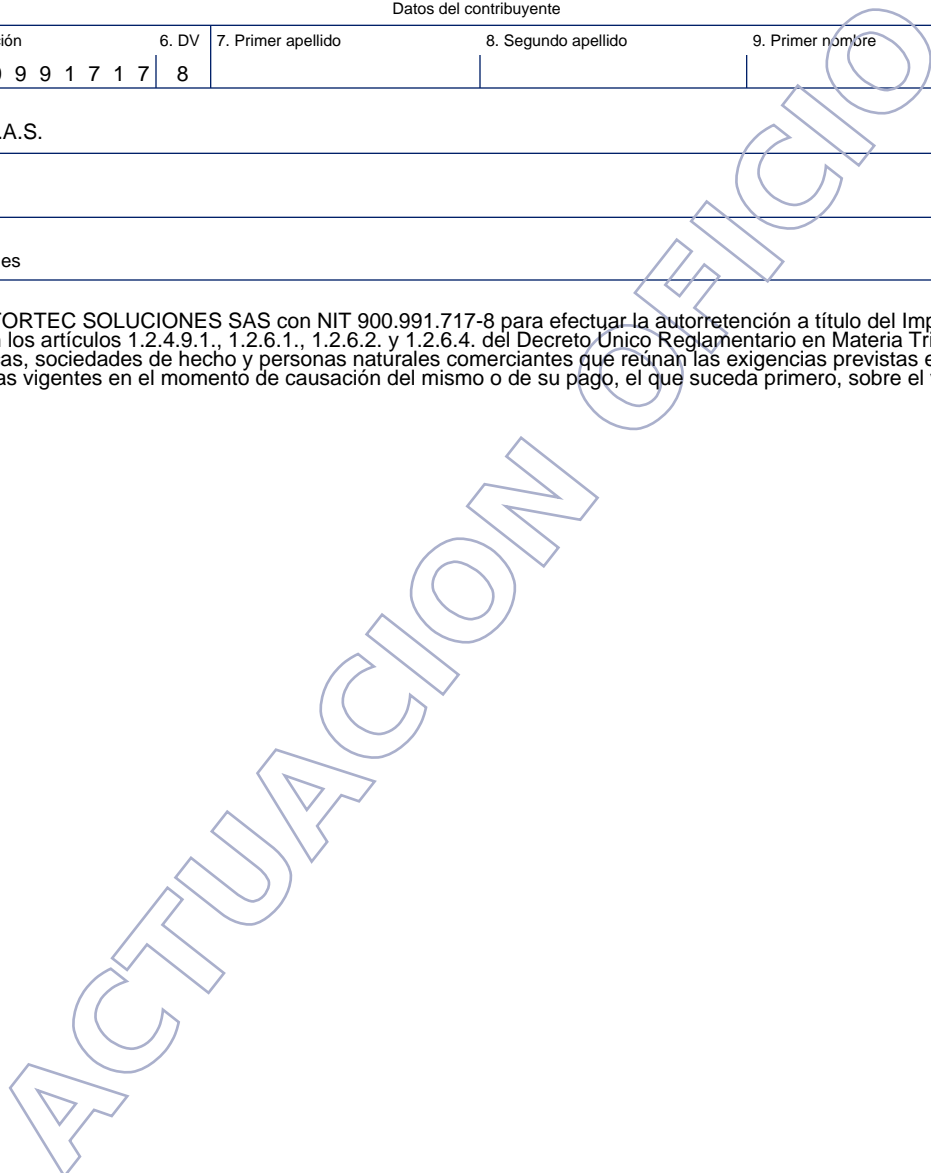 Datos del contribuyente
ción 6. DV 7. Primer apellido 8. Segundo apellido 9. Primer nombre
9 9 1 7 1 7 8
.A.S.
es
TORTEC SOLUCIONES SAS con NIT 900.991.717-8 para efectuar la autorretención a título del Imp
los artículos 1.2.4.9.1., 1.2.6.1., 1.2.6.2. y 1.2.6.4. del Decreto Único Reglamentario en Materia Tri
as, sociedades de hecho y personas naturales comerciantes que reúnan las exigencias previstas e
as vigentes en el momento de causación del mismo o de su pago, el que suceda primero, sobre el
ACTUACION OFICIO